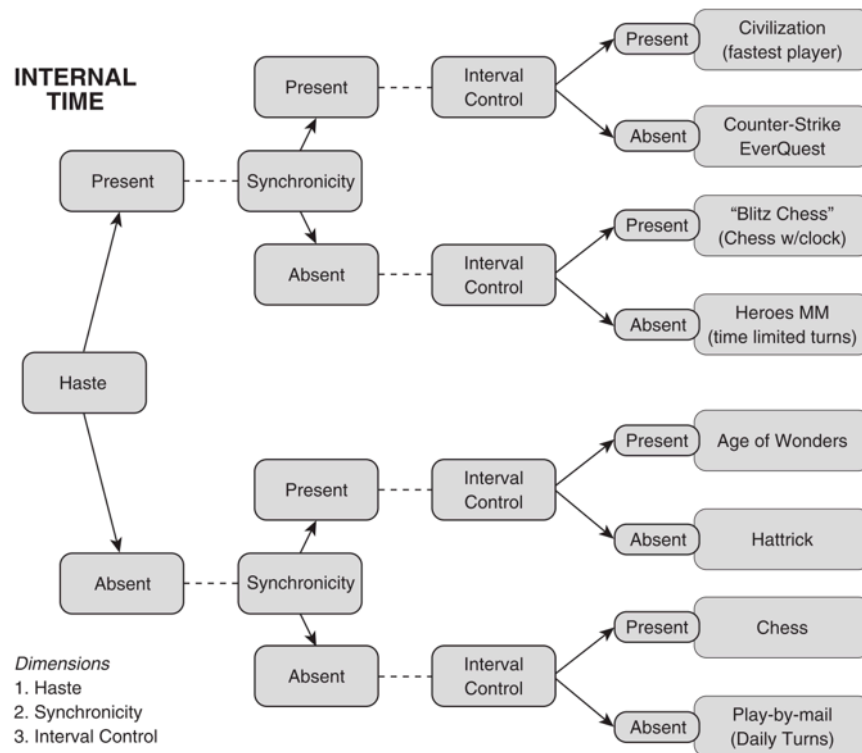 INTERNAL
TIME
Haste
Present
Synchronicity
Present
Interval
Control
Present
Civilization
(fastest player)
Absent
Counter-Strike
EverQuest
Absent
Interval
Control
Present
“Blitz Chess”
(Chess w/clock)
Absent
Heroes MM
(time limited turns)
Absent
Synchronicity
Present
Interval
Control
Present
Age of Wonders
Absent
Hattrick
Absent
Interval
Control
Present
Chess
Absent
Play-by-mail
(Daily Turns)
Dimensions
1. Haste
2. Synchronicity
3. Interval Control